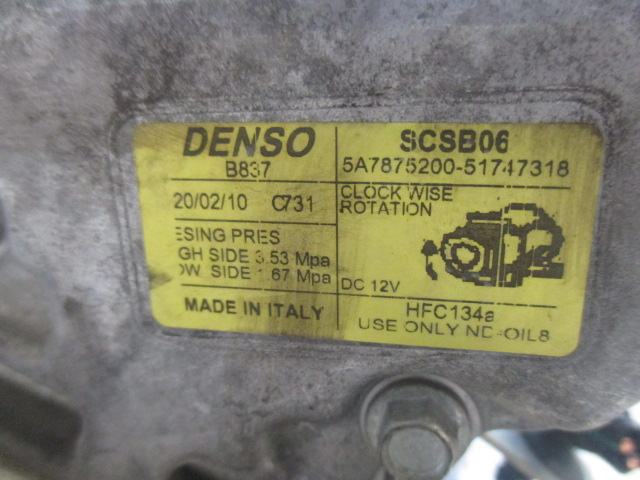 DENSO
B837
SCSB06
5A7875200-51747318
20/02/10 C731
CLOCK WISE
ROTATION
ESING PRES
GH SIDE 3.53 Mpa
OW SIDE 1.67 Mpa
DC 12V
MADE IN ITALY
HFC134a
USE ONLY ND-OIL8